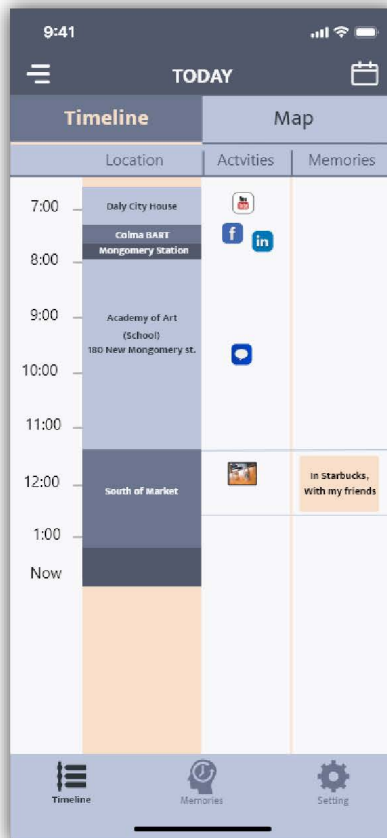 9:41
TODAY
Timeline Map
Location Actvities Memories
7:00 Daly City House
Colma BART
Mongomery Station
8:00
9:00
Academy of Art
(School)
180 New Mongomery st.
10:00
11:00
12:00
In Starbucks,
With my friends
South of Market
1:00
Now
Timeline Memories Setting